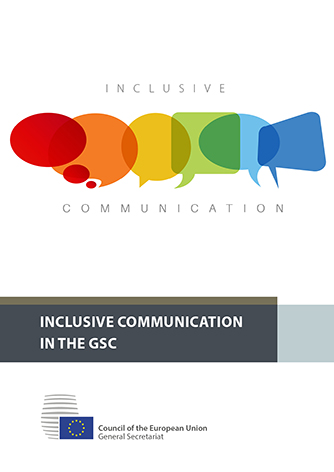 INCLUSIVE
COMMUNICATION
INCLUSIVE COMMUNICATION
IN THE GSC
Council of the European Union
General Secretariat